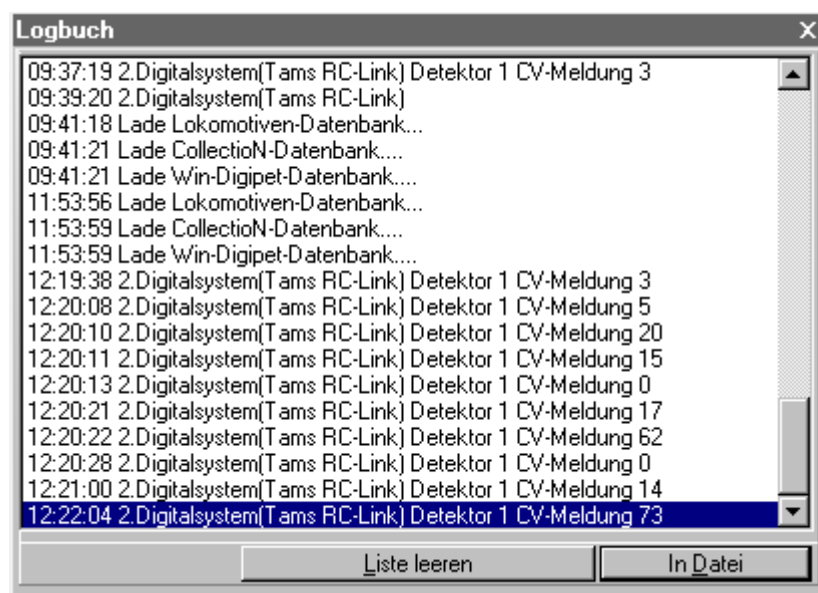 Logbuch
09:37:19 2.Digitalsystem(Tams RC-Link) Detektor 1 CV-Meldung 3
09:39:20 2.Digitalsystem(Tams RC-Link)
09:41:18 Lade Lokomotiven-Datenbank...
09:41:21 Lade CollectioN-Datenbank....
09:41:21 Lade Win-Digipet-Datenbank....
11:53:56 Lade Lokomotiven-Datenbank...
11:53:59 Lade CollectioN-Datenbank....
11:53:59 Lade Win-Digipet-Datenbank....
12:19:38 2.Digitalsystem(Tams RC-Link) Detektor 1 CV-Meldung 3
12:20:08 2.Digitalsystem(Tams RC-Link) Detektor 1 CV-Meldung 5
12:20:10 2.Digitalsystem(Tams RC-Link) Detektor 1 CV-Meldung 20
12:20:11 2.Digitalsystem(Tams RC-Link) Detektor 1 CV-Meldung 15
12:20:13 2.Digitalsystem(Tams RC-Link) Detektor 1 CV-Meldung 0
12:20:21 2.Digitalsystem(Tams RC-Link) Detektor 1 CV-Meldung 17
12:20:22 2.Digitalsystem(Tams RC-Link) Detektor 1 CV-Meldung 62
12:20:28 2.Digitalsystem(Tams RC-Link) Detektor 1 CV-Meldung 0
12:21:00 2.Digitalsystem(Tams RC-Link) Detektor 1 CV-Meldung 14
12:22:04 2.Digitalsystem(Tams RC-Link) Detektor 1 CV-Meldung 73
Liste leeren
In Datei